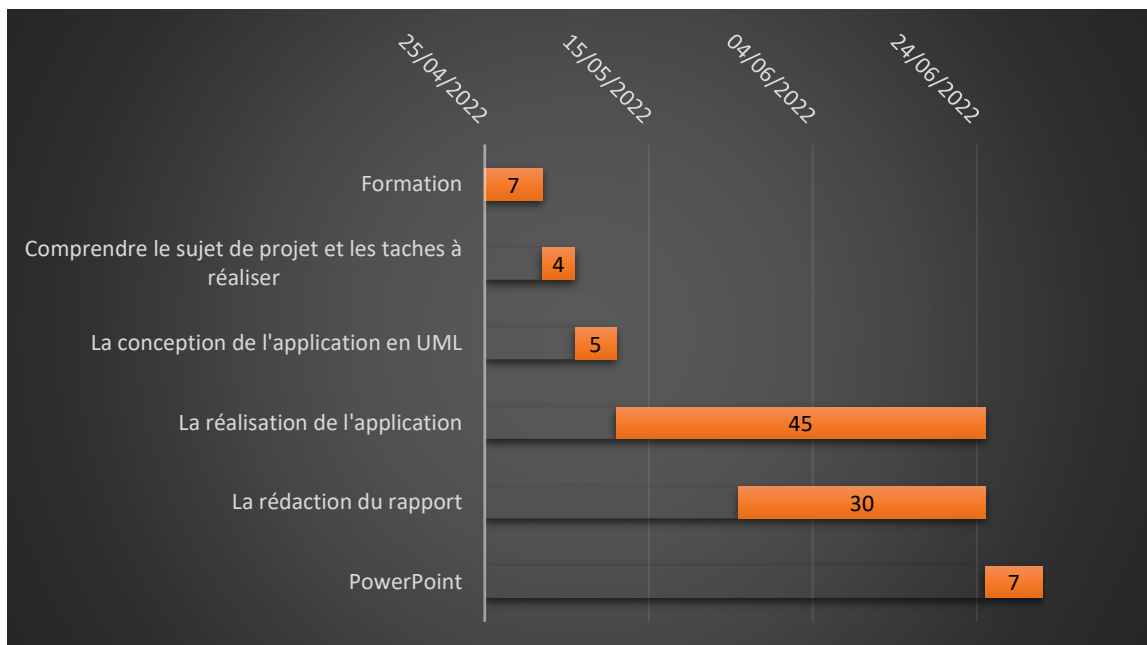 25/04/2022
15/05/2022
04/06/2022
24/06/2022
Formation
7
Comprendre le sujet de projet et les taches à
réaliser
4
La conception de l'application en UML
5
La réalisation de l'application
45
La rédaction du rapport
30
PowerPoint
7